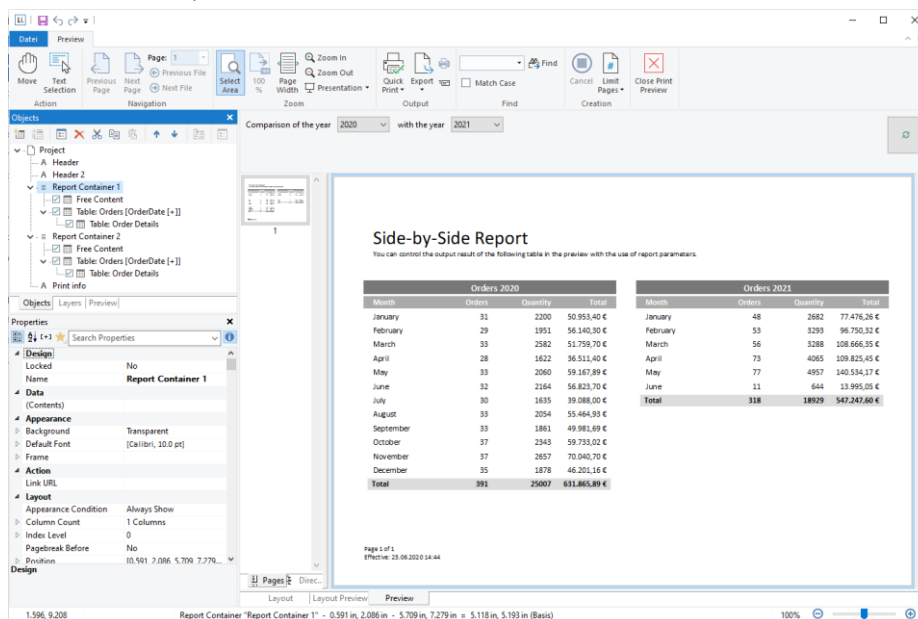 Datei Preview
Move Text Selection Previous Page Next Page Page: 1 Previous File Next File Select Area 100 % Page Width Zoom In Zoom Out Presentation Quick Print Export Find Match Case Cancel Limit Pages Close Print Preview
Action Navigation Zoom Output Find Creation
Objects
Comparison of the year 2020 with the year 2021
Project
A Header
A Header 2
Report Container 1
Free Content
Table: Orders [OrderDate [+]]
Table: Order Details
Report Container 2
Free Content
Table: Orders [OrderDate [+]]
Table: Order Details
A Print info
Objects Layers Preview
Properties
Search Properties
Design
Locked No
Name Report Container 1
Data
(Contents)
Appearance
Background Transparent
Default Font [Calibri, 10.0 pt]
Frame
Action
Link URL
Layout
Appearance Condition Always Show
Column Count 1 Columns
Index Level 0
Pagebreak Before No
Position [0.591, 2.086, 5.709, 7.279...
Design
1
Pages Direc...
Side-by-Side Report
You can control the output result of the following table in the preview with the use of report parameters.
Orders 2020
Month Orders Quantity Total
January 31 2200 50.953,40 €
February 29 1951 56.140,30 €
March 33 2582 51.759,70 €
April 28 1622 36.511,40 €
May 33 2060 59.167,89 €
June 32 2164 56.823,70 €
July 30 1635 39.088,00 €
August 33 2054 55.464,93 €
September 33 1861 49.981,69 €
October 37 2343 59.733,02 €
November 37 2657 70.040,70 €
December 35 1878 46.201,16 €
Total 391 25007 631.865,89 €
Orders 2021
Month Orders Quantity Total
January 48 2682 77.476,26 €
February 53 3293 96.750,32 €
March 56 3288 108.666,35 €
April 73 4065 109.825,45 €
May 77 4957 140.534,17 €
June 11 644 13.995,05 €
Total 318 18929 547.247,60 €
Page 1 of 1
Effective: 25.06.2020 14:44
Layout Layout Preview Preview
1.596, 9.208 Report Container "Report Container 1" - 0.591 in, 2.086 in - 5.709 in, 7.279 in = 5.118 in, 5.193 in (Basis) 100%